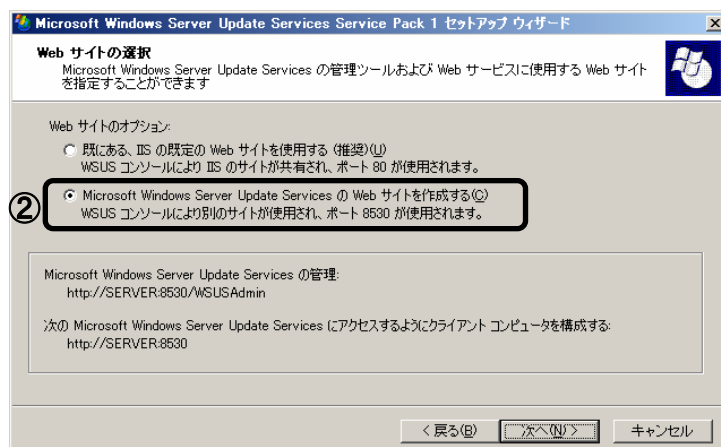 Microsoft Windows Server Update Services Service Pack 1 セットアップ ウィザード
Web サイトの選択
Microsoft Windows Server Update Services の管理ツールおよび Web サービスに使用する Web サイト
を指定することができます
Web サイトのオプション:
既にある、IIS の既定の Web サイトを使用する (推奨)(U)
WSUS コンソールにより IIS のサイトが共有され、ポート 80 が使用されます。
②
Microsoft Windows Server Update Services の Web サイトを作成する(C)
WSUS コンソールにより別のサイトが使用され、ポート 8530 が使用されます。
Microsoft Windows Server Update Services の管理:
http://SERVER:8530/WSUSAdmin
次の Microsoft Windows Server Update Services にアクセスするようにクライアント コンピュータを構成する:
http://SERVER:8530
< 戻る(B) 次へ(N) > キャンセル